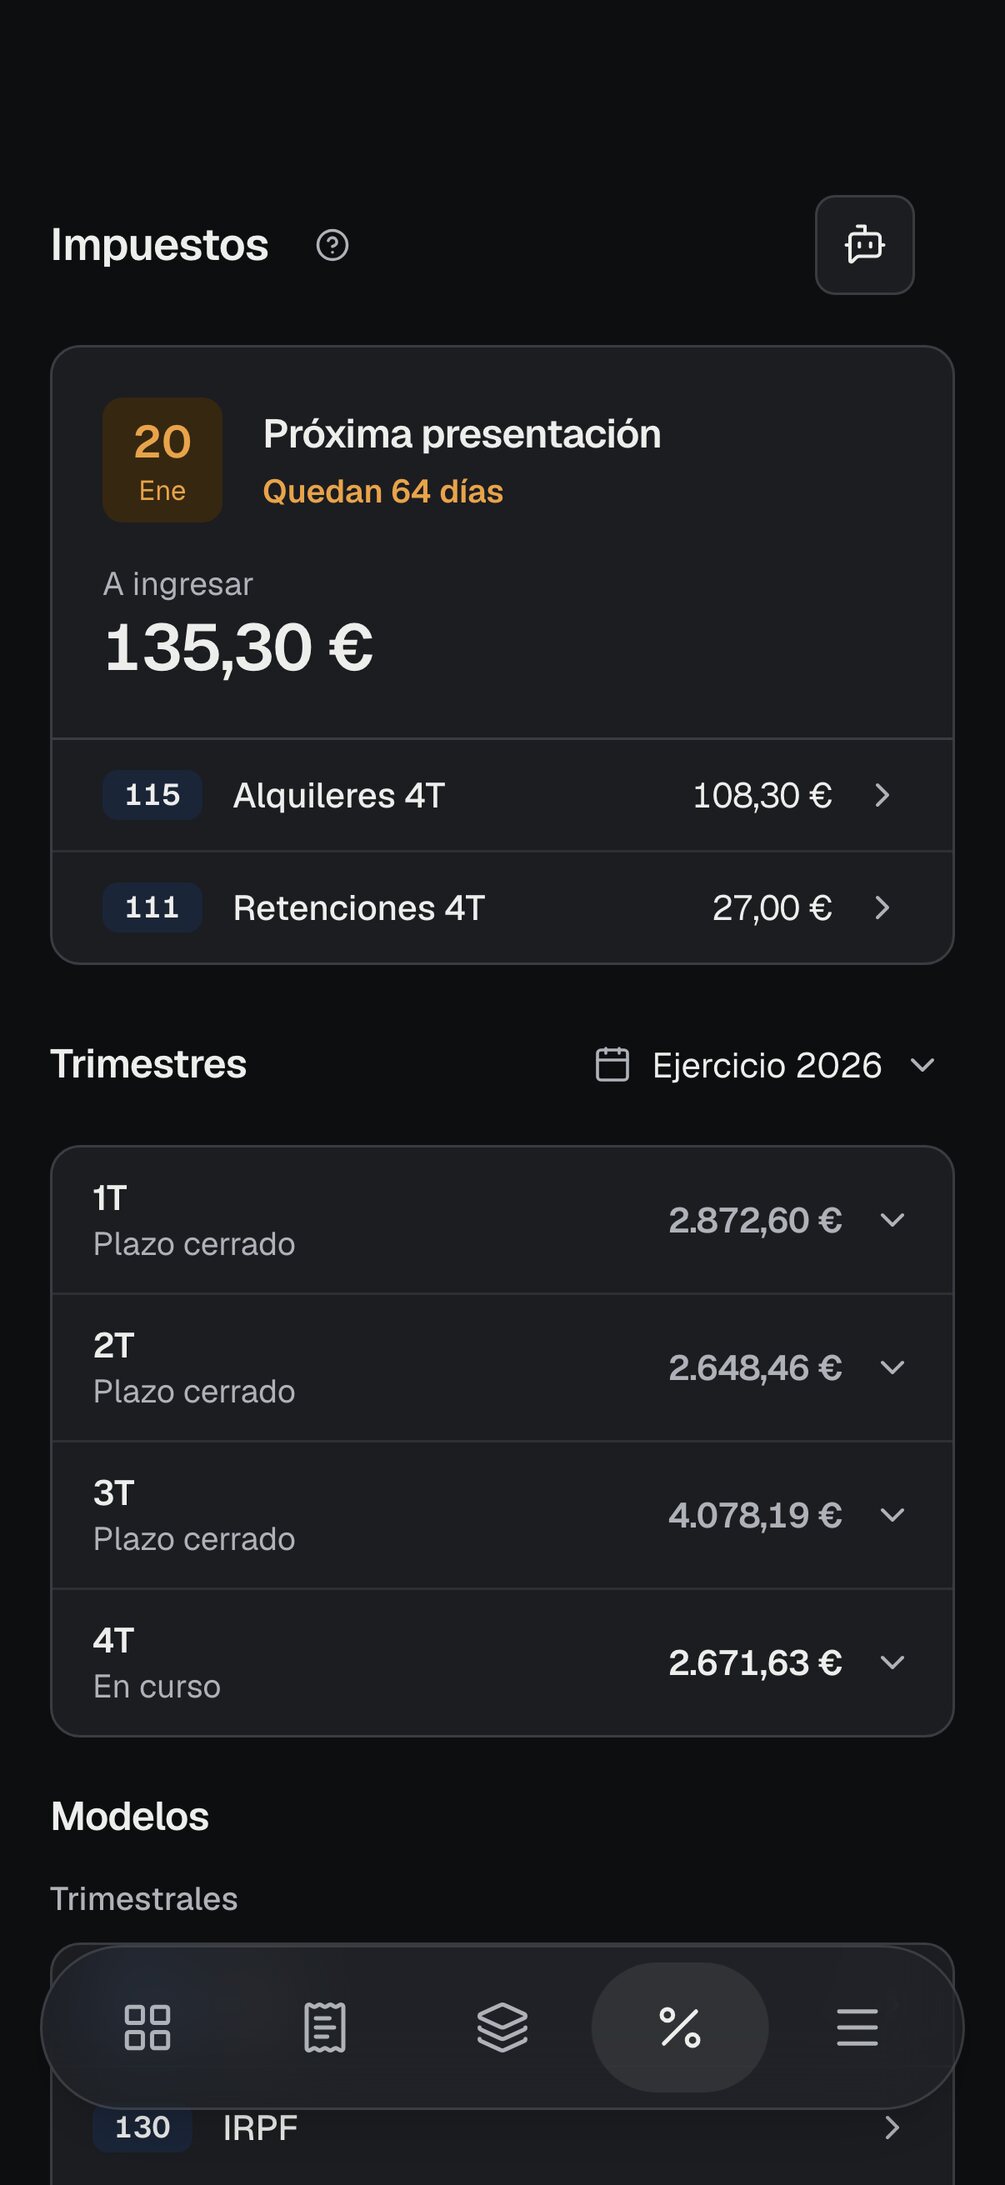 Impuestos
20
Ene
Próxima presentación
Quedan 64 días
A ingresar
135,30 €
115 Alquileres 4T 108,30 €
111 Retenciones 4T 27,00 €
Trimestres Ejercicio 2026
1T
Plazo cerrado
2.872,60 €
2T
Plazo cerrado
2.648,46 €
3T
Plazo cerrado
4.078,19 €
4T
En curso
2.671,63 €
Modelos
Trimestrales
130 IRPF